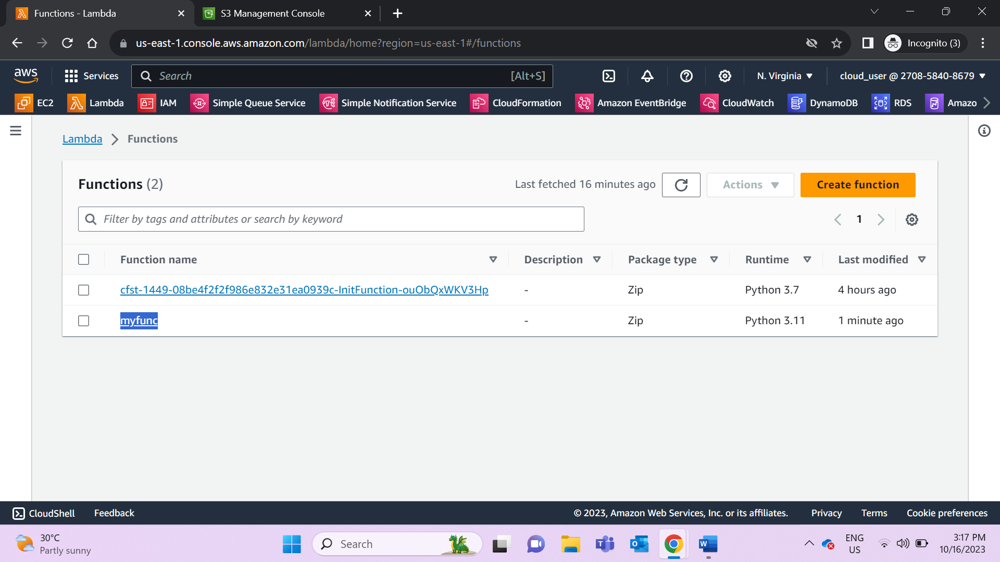 Functions - Lambda
S3 Management Console
us-east-1.console.aws.amazon.com/lambda/home?region=us-east-1#/functions
Incognito (3)
aws
Services
Search
[Alt+S]
N. Virginia
cloud_user @ 2708-5840-8679
EC2
Lambda
IAM
Simple Queue Service
Simple Notification Service
CloudFormation
Amazon EventBridge
CloudWatch
DynamoDB
RDS
Amazo
Lambda
Functions
Functions (2)
Last fetched 16 minutes ago
Actions
Create function
Filter by tags and attributes or search by keyword
1
Function name
Description
Package type
Runtime
Last modified
cfst-1449-08be4f2f2f986e832e31ea0939c-InitFunction-ouObQxWKV3Hp
-
Zip
Python 3.7
4 hours ago
myfunc
-
Zip
Python 3.11
1 minute ago
CloudShell
Feedback
© 2023, Amazon Web Services, Inc. or its affiliates.
Privacy
Terms
Cookie preferences
30°C
Partly sunny
Search
ENG
US
3:17 PM
10/16/2023